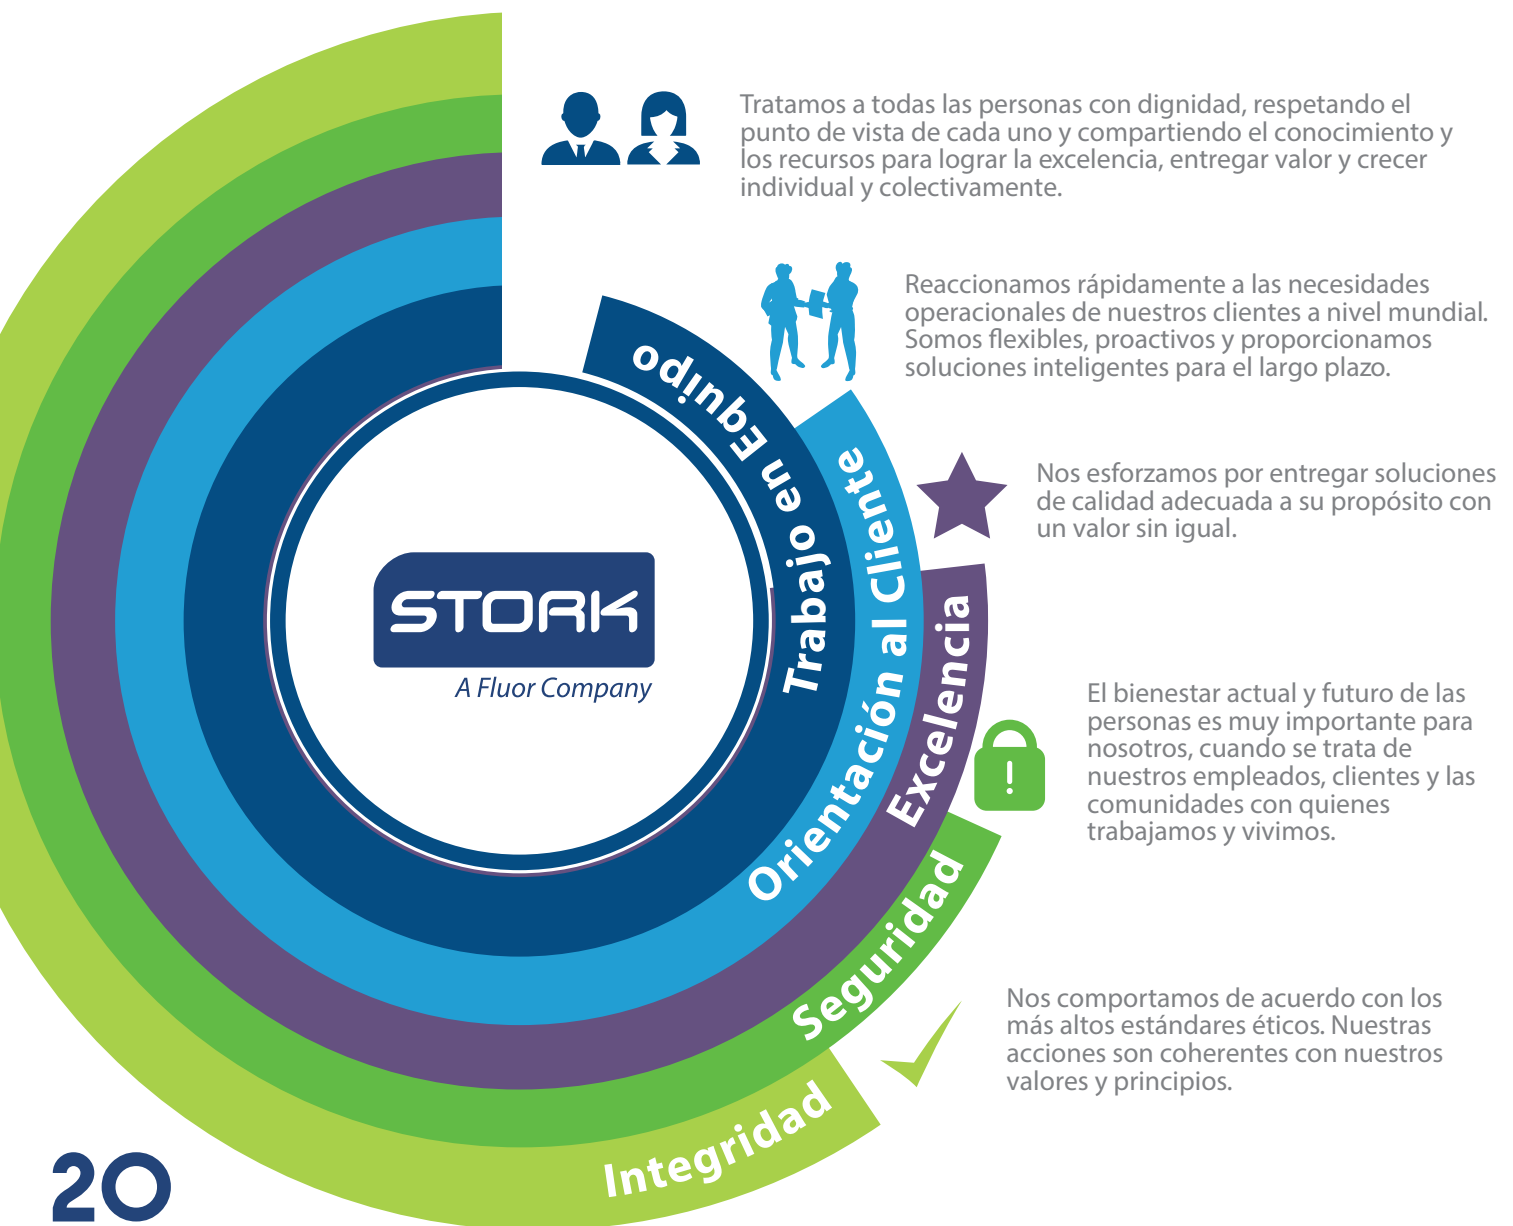 Tratamos a todas las personas con dignidad, respetando el
punto de vista de cada uno y compartiendo el conocimiento y
los recursos para lograr la excelencia, entregar valor y crecer
individual y colectivamente.
Trabajo en Equipo
Reaccionamos rápidamente a las necesidades
operacionales de nuestros clientes a nivel mundial.
Somos flexibles, proactivos y proporcionamos
soluciones inteligentes para el largo plazo.
Orientación al Cliente
Nos esforzamos por entregar soluciones
de calidad adecuada a su propósito con
un valor sin igual.
Excelencia
STORK
A Fluor Company
El bienestar actual y futuro de las
personas es muy importante para
nosotros, cuando se trata de
nuestros empleados, clientes y las
comunidades con quienes
trabajamos y vivimos.
Seguridad
Nos comportamos de acuerdo con los
más altos estándares éticos. Nuestras
acciones son coherentes con nuestros
valores y principios.
Integridad
20